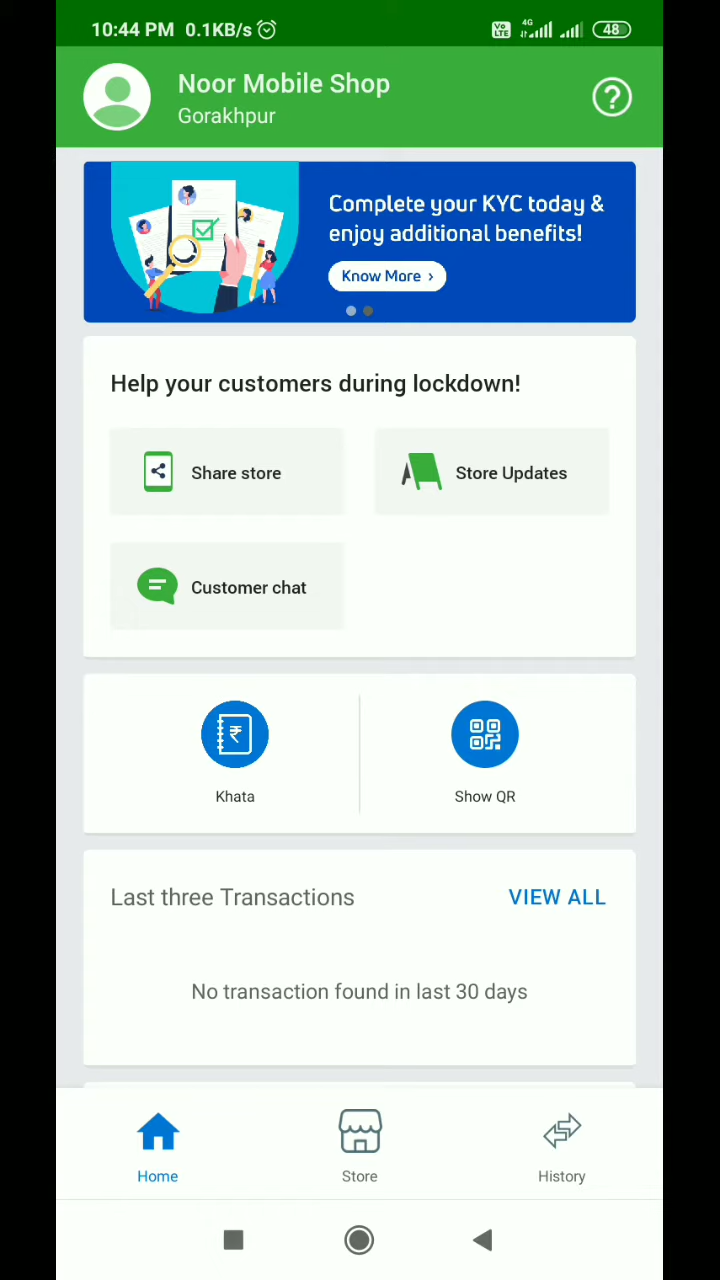 10:44 PM 0.1KB/s
Vo LTE 4G 48
Noor Mobile Shop
Gorakhpur
?
Complete your KYC today &
enjoy additional benefits!
Know More ›
Help your customers during lockdown!
Share store
Store Updates
Customer chat
₹
Khata
Show QR
Last three Transactions
VIEW ALL
No transaction found in last 30 days
Home
Store
History